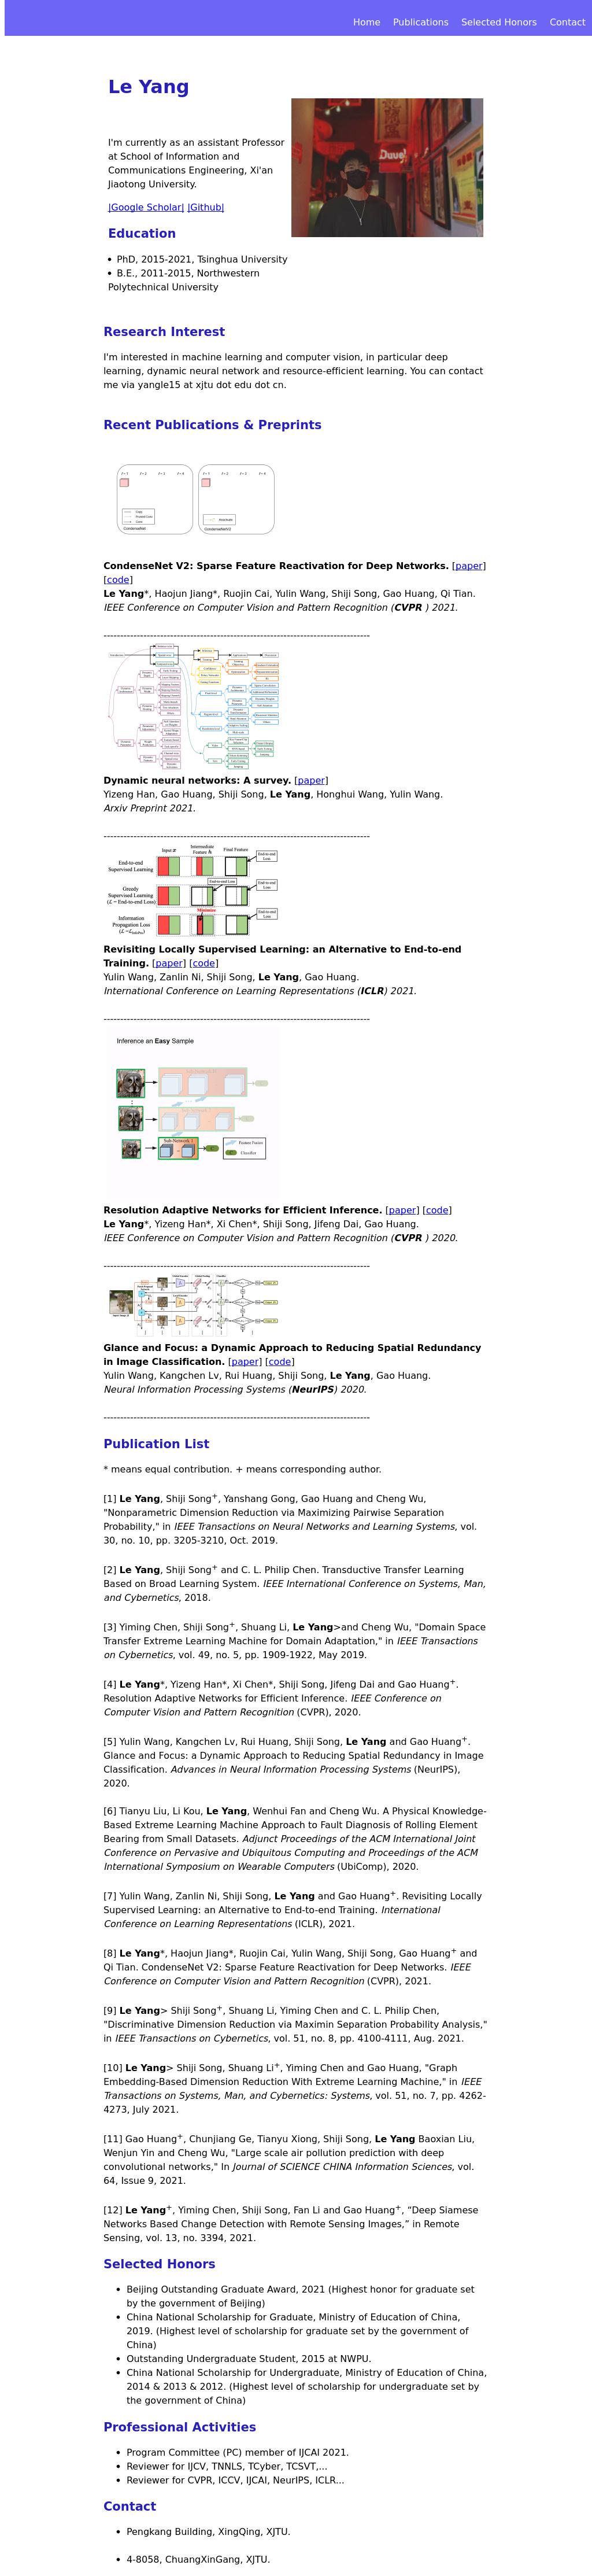 Home Publications Selected Honors Contact
Le Yang
I'm currently as an assistant Professor
at School of Information and
Communications Engineering, Xi'an
Jiaotong University.
|Google Scholar| |Github|
Education
• PhD, 2015-2021, Tsinghua University
• B.E., 2011-2015, Northwestern
Polytechnical University
Research Interest
I'm interested in machine learning and computer vision, in particular deep
learning, dynamic neural network and resource-efficient learning. You can contact
me via yangle15 at xjtu dot edu dot cn.
Recent Publications & Preprints
CondenseNet
CondenseNetV2
CondenseNet V2: Sparse Feature Reactivation for Deep Networks. [paper]
[code]
Le Yang*, Haojun Jiang*, Ruojin Cai, Yulin Wang, Shiji Song, Gao Huang, Qi Tian.
IEEE Conference on Computer Vision and Pattern Recognition (CVPR ) 2021.
--------------------------------------------------------------------------------
Dynamic neural networks: A survey. [paper]
Yizeng Han, Gao Huang, Shiji Song, Le Yang, Honghui Wang, Yulin Wang.
Arxiv Preprint 2021.
--------------------------------------------------------------------------------
Input x Intermediate Feature h Final Feature
End-to-end
Supervised Learning
End-to-end Loss
Greedy
Supervised Learning
End-to-end Loss
End-to-end Loss
Minimize
Information
Propagation Loss
End-to-end Loss
Revisiting Locally Supervised Learning: an Alternative to End-to-end
Training. [paper] [code]
Yulin Wang, Zanlin Ni, Shiji Song, Le Yang, Gao Huang.
International Conference on Learning Representations (ICLR) 2021.
--------------------------------------------------------------------------------
Inference an Easy Sample
Sub-Network 1
Feature Fusion
Classifier
Resolution Adaptive Networks for Efficient Inference. [paper] [code]
Le Yang*, Yizeng Han*, Xi Chen*, Shiji Song, Jifeng Dai, Gao Huang.
IEEE Conference on Computer Vision and Pattern Recognition (CVPR ) 2020.
--------------------------------------------------------------------------------
Glance and Focus: a Dynamic Approach to Reducing Spatial Redundancy
in Image Classification. [paper] [code]
Yulin Wang, Kangchen Lv, Rui Huang, Shiji Song, Le Yang, Gao Huang.
Neural Information Processing Systems (NeurIPS) 2020.
--------------------------------------------------------------------------------
Publication List
* means equal contribution. + means corresponding author.
[1] Le Yang, Shiji Song+, Yanshang Gong, Gao Huang and Cheng Wu,
"Nonparametric Dimension Reduction via Maximizing Pairwise Separation
Probability," in IEEE Transactions on Neural Networks and Learning Systems, vol.
30, no. 10, pp. 3205-3210, Oct. 2019.
[2] Le Yang, Shiji Song+ and C. L. Philip Chen. Transductive Transfer Learning
Based on Broad Learning System. IEEE International Conference on Systems, Man,
and Cybernetics, 2018.
[3] Yiming Chen, Shiji Song+, Shuang Li, Le Yang>and Cheng Wu, "Domain Space
Transfer Extreme Learning Machine for Domain Adaptation," in IEEE Transactions
on Cybernetics, vol. 49, no. 5, pp. 1909-1922, May 2019.
[4] Le Yang*, Yizeng Han*, Xi Chen*, Shiji Song, Jifeng Dai and Gao Huang+.
Resolution Adaptive Networks for Efficient Inference. IEEE Conference on
Computer Vision and Pattern Recognition (CVPR), 2020.
[5] Yulin Wang, Kangchen Lv, Rui Huang, Shiji Song, Le Yang and Gao Huang+.
Glance and Focus: a Dynamic Approach to Reducing Spatial Redundancy in Image
Classification. Advances in Neural Information Processing Systems (NeurIPS),
2020.
[6] Tianyu Liu, Li Kou, Le Yang, Wenhui Fan and Cheng Wu. A Physical Knowledge-
Based Extreme Learning Machine Approach to Fault Diagnosis of Rolling Element
Bearing from Small Datasets. Adjunct Proceedings of the ACM International Joint
Conference on Pervasive and Ubiquitous Computing and Proceedings of the ACM
International Symposium on Wearable Computers (UbiComp), 2020.
[7] Yulin Wang, Zanlin Ni, Shiji Song, Le Yang and Gao Huang+. Revisiting Locally
Supervised Learning: an Alternative to End-to-end Training. International
Conference on Learning Representations (ICLR), 2021.
[8] Le Yang*, Haojun Jiang*, Ruojin Cai, Yulin Wang, Shiji Song, Gao Huang+ and
Qi Tian. CondenseNet V2: Sparse Feature Reactivation for Deep Networks. IEEE
Conference on Computer Vision and Pattern Recognition (CVPR), 2021.
[9] Le Yang> Shiji Song+, Shuang Li, Yiming Chen and C. L. Philip Chen,
"Discriminative Dimension Reduction via Maximin Separation Probability Analysis,"
in IEEE Transactions on Cybernetics, vol. 51, no. 8, pp. 4100-4111, Aug. 2021.
[10] Le Yang> Shiji Song, Shuang Li+, Yiming Chen and Gao Huang, "Graph
Embedding-Based Dimension Reduction With Extreme Learning Machine," in IEEE
Transactions on Systems, Man, and Cybernetics: Systems, vol. 51, no. 7, pp. 4262-
4273, July 2021.
[11] Gao Huang+, Chunjiang Ge, Tianyu Xiong, Shiji Song, Le Yang Baoxian Liu,
Wenjun Yin and Cheng Wu, "Large scale air pollution prediction with deep
convolutional networks," In Journal of SCIENCE CHINA Information Sciences, vol.
64, Issue 9, 2021.
[12] Le Yang+, Yiming Chen, Shiji Song, Fan Li and Gao Huang+, “Deep Siamese
Networks Based Change Detection with Remote Sensing Images,” in Remote
Sensing, vol. 13, no. 3394, 2021.
Selected Honors
• Beijing Outstanding Graduate Award, 2021 (Highest honor for graduate set
by the government of Beijing)
• China National Scholarship for Graduate, Ministry of Education of China,
2019. (Highest level of scholarship for graduate set by the government of
China)
• Outstanding Undergraduate Student, 2015 at NWPU.
• China National Scholarship for Undergraduate, Ministry of Education of China,
2014 & 2013 & 2012. (Highest level of scholarship for undergraduate set by
the government of China)
Professional Activities
• Program Committee (PC) member of IJCAI 2021.
• Reviewer for IJCV, TNNLS, TCyber, TCSVT,...
• Reviewer for CVPR, ICCV, IJCAI, NeurIPS, ICLR...
Contact
• Pengkang Building, XingQing, XJTU.
• 4-8058, ChuangXinGang, XJTU.